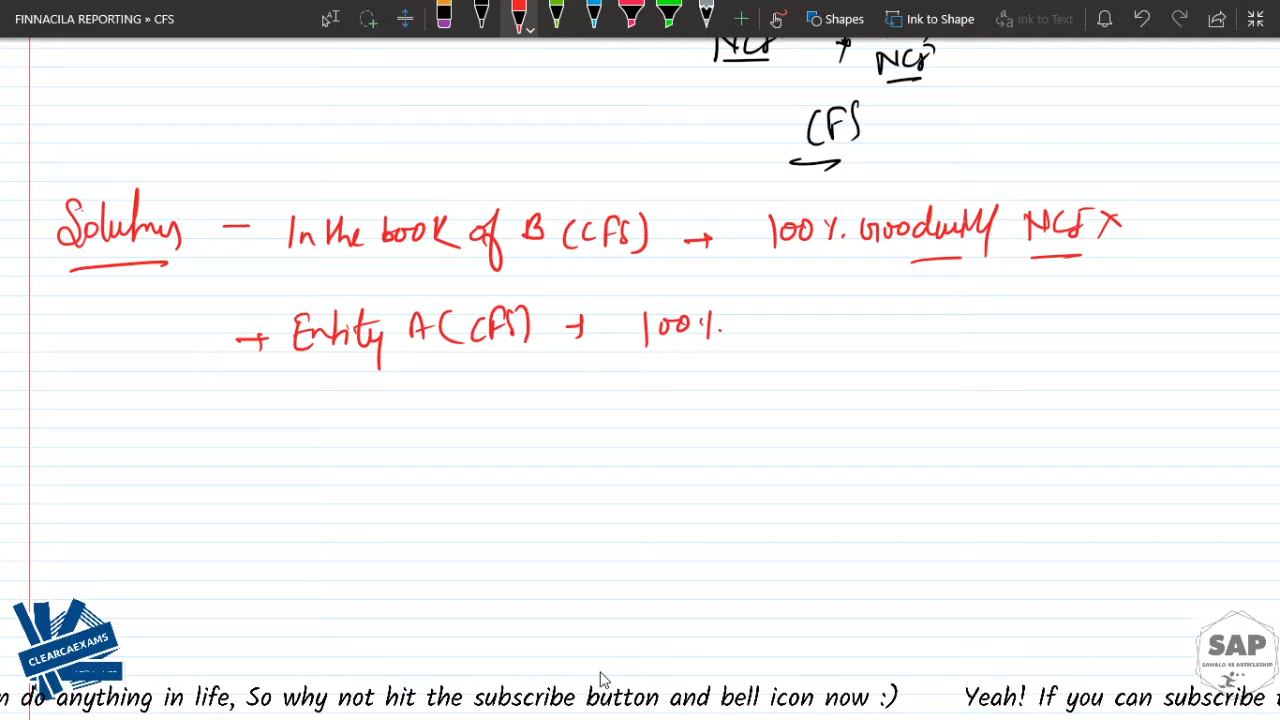 FINNACILA REPORTING » CFS
Shapes
Ink to Shape
Ink to Text
NCI + NCI
CFS
Solution - In the book of B (CFS) → 100%. Goodwill / NCI X
→ Entity A (CFS) → 100%.
CLEARCAEXAMS
SAP
n do anything in life, So why not hit the subscribe button and bell icon now :) Yeah! If you can subscribe